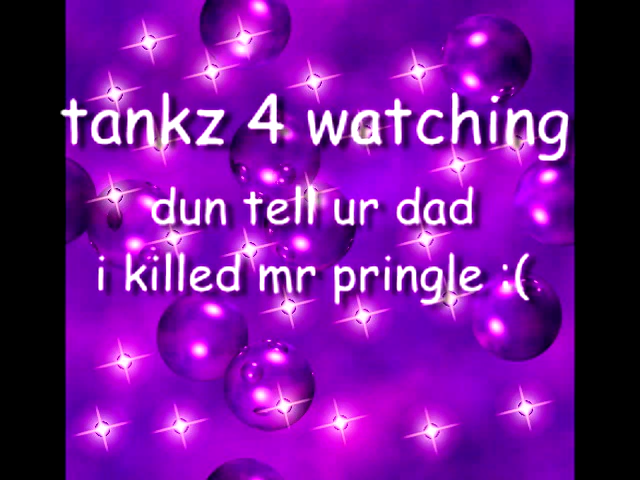 tankz 4 watching
dun tell ur dad
i killed mr pringle :(